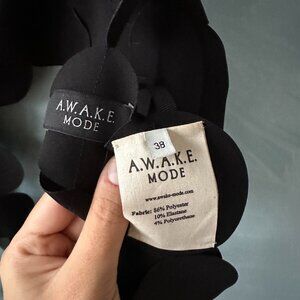 A.W.A.K.E.
MODE
38
A.W.A.K.E.
MODE
www.awake-mode.com
Fabric: 86% Polyester
10% Elastane
4% Polyurethane